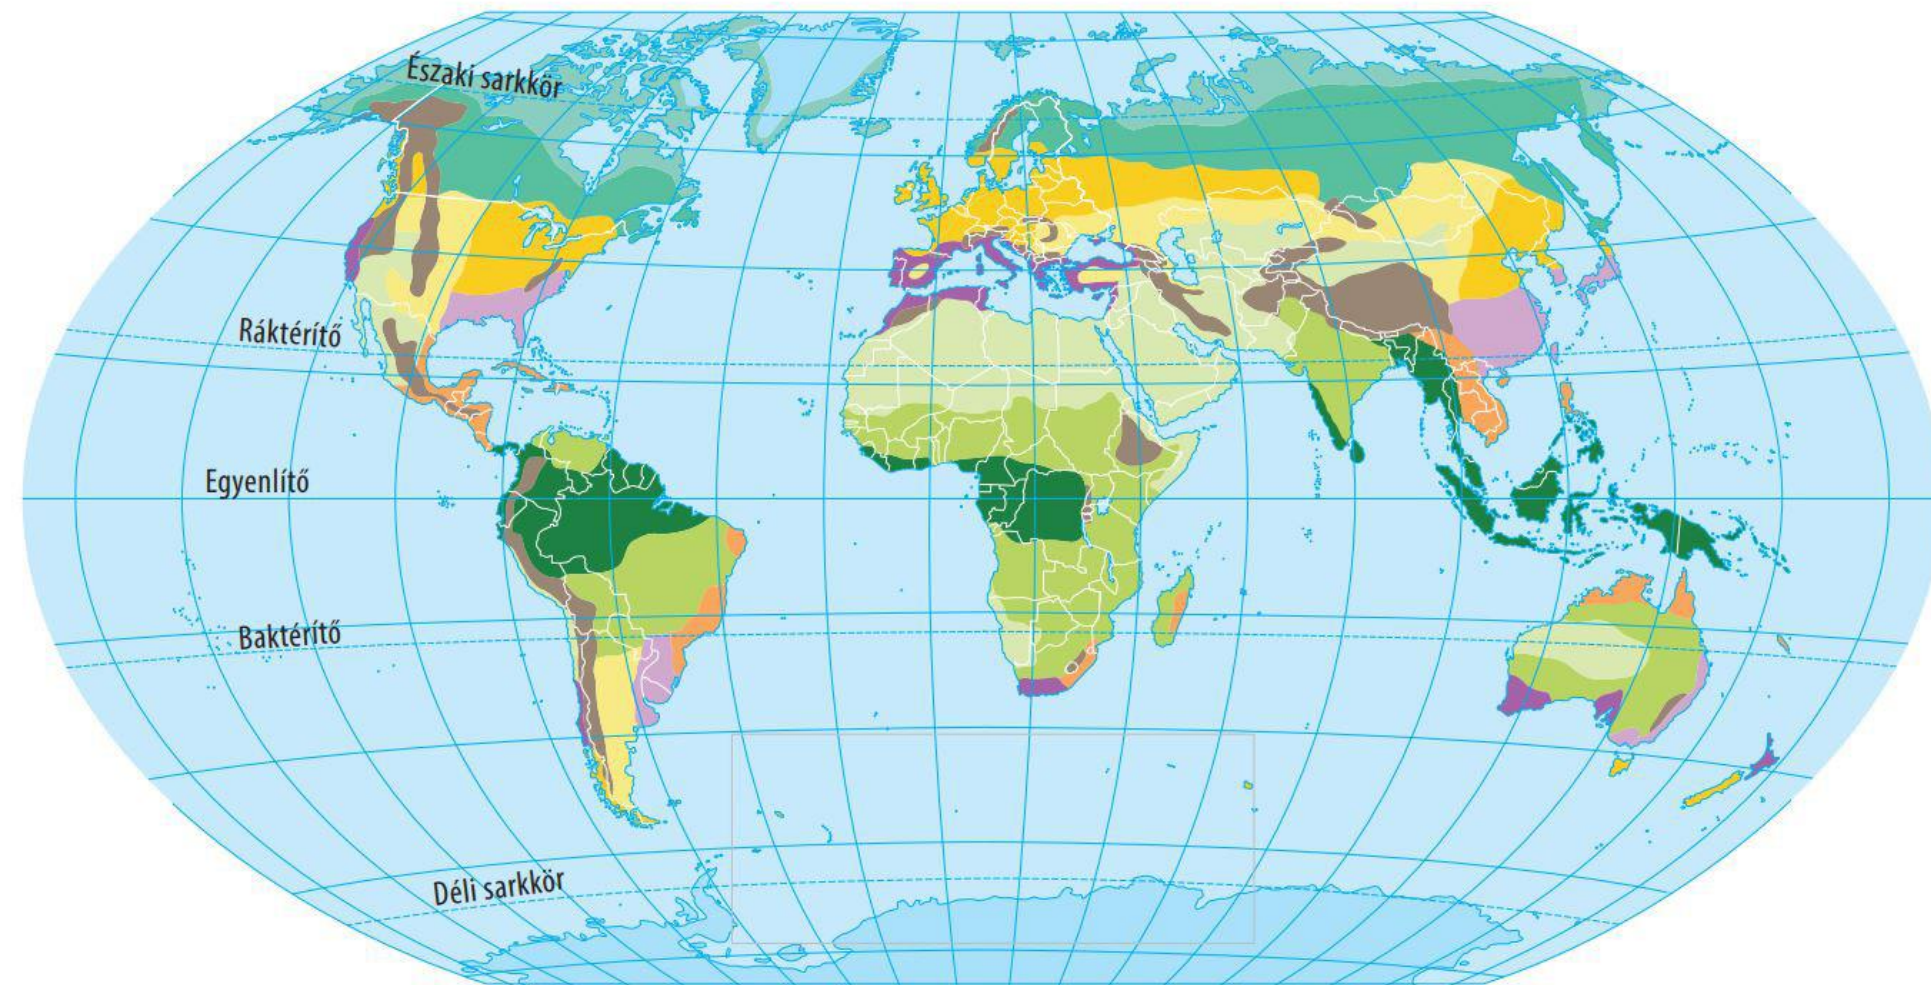 Északi sarkkör
Ráktérítő
Egyenlítő
Baktérítő
Déli sarkkör